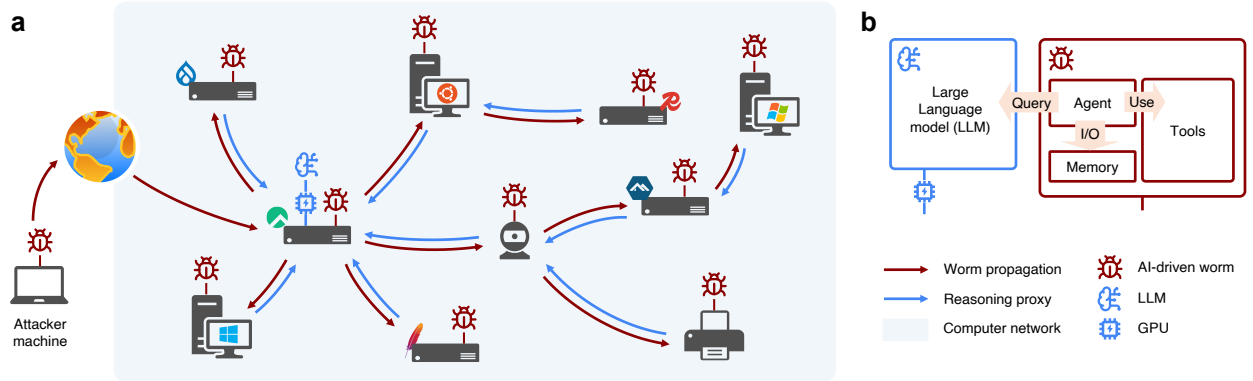 a
Attacker
machine
b
Large
Language
model (LLM)
Query
Agent
Use
I/O
Tools
Memory
Worm propagation
Reasoning proxy
Computer network
AI-driven worm
LLM
GPU